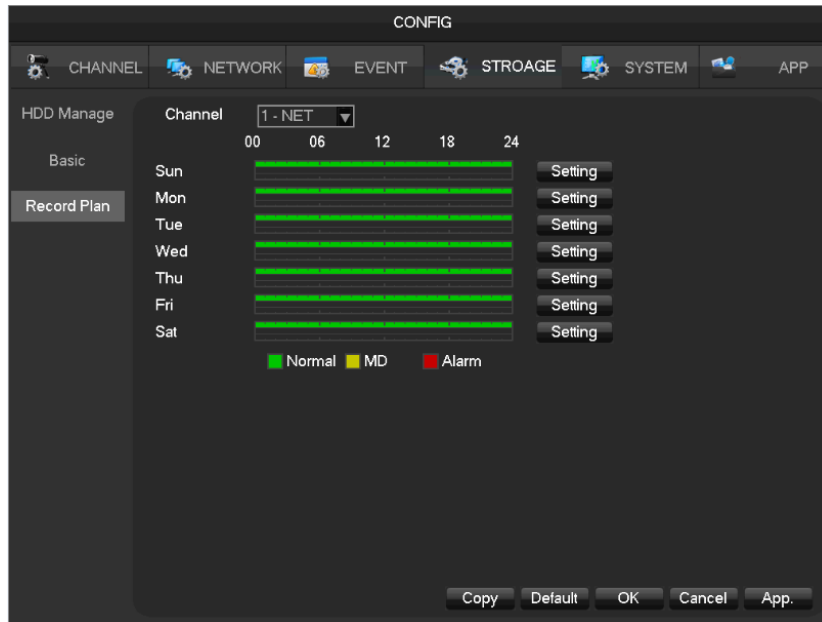 CONFIG
CHANNEL NETWORK EVENT STROAGE SYSTEM APP
HDD Manage
Basic
Record Plan
Channel 1 - NET
00 06 12 18 24
Sun Setting
Mon Setting
Tue Setting
Wed Setting
Thu Setting
Fri Setting
Sat Setting
Normal MD Alarm
Copy Default OK Cancel App.